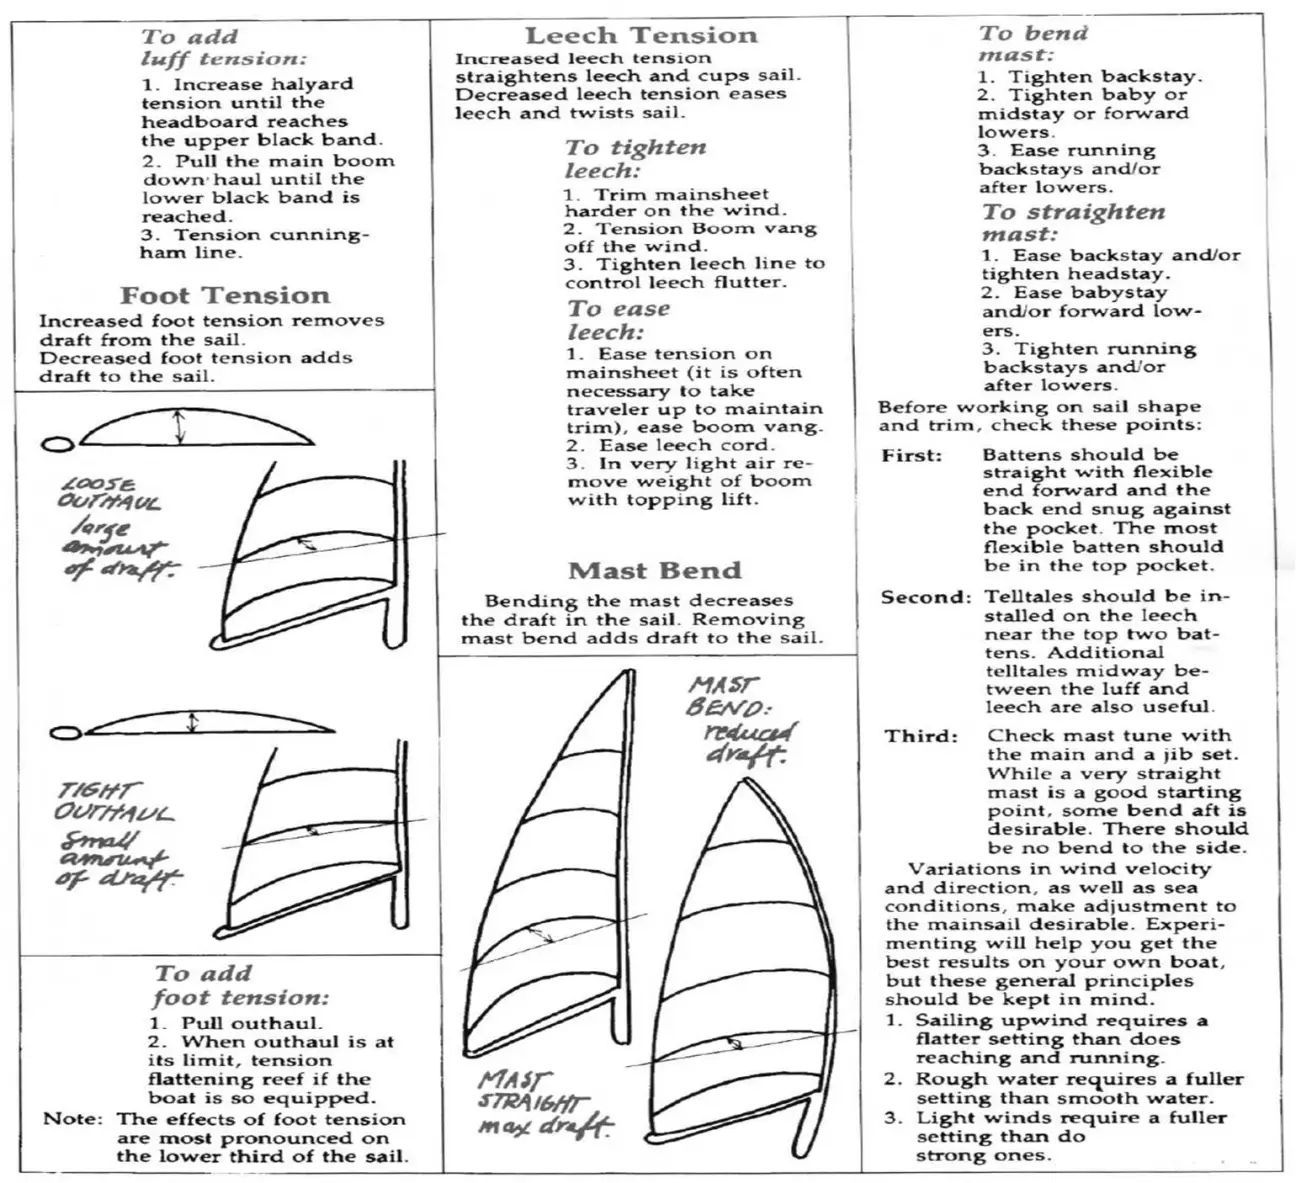 To add
luff tension:
1. Increase halyard
tension until the
headboard reaches
the upper black band.
2. Pull the main boom
down haul until the
lower black band is
reached.
3. Tension cunning-
ham line.
Foot Tension
Increased foot tension removes
draft from the sail.
Decreased foot tension adds
draft to the sail.
LOOSE
OUTHAUL
large
amount
of draft.
TIGHT
OUTHAUL
Small
amount
of draft.
To add
foot tension:
1. Pull outhaul.
2. When outhaul is at
its limit, tension
flattening reef if the
boat is so equipped.
Note: The effects of foot tension
are most pronounced on
the lower third of the sail.
Leech Tension
Increased leech tension
straightens leech and cups sail.
Decreased leech tension eases
leech and twists sail.
To tighten
leech:
1. Trim mainsheet
harder on the wind.
2. Tension Boom vang
off the wind.
3. Tighten leech line to
control leech flutter.
To ease
leech:
1. Ease tension on
mainsheet (it is often
necessary to take
traveler up to maintain
trim), ease boom vang.
2. Ease leech cord.
3. In very light air re-
move weight of boom
with topping lift.
Mast Bend
Bending the mast decreases
the draft in the sail. Removing
mast bend adds draft to the sail.
MAST
BEND:
reduced
draft.
MAST
STRAIGHT
max draft.
To bend
mast:
1. Tighten backstay.
2. Tighten baby or
midstay or forward
lowers.
3. Ease running
backstays and/or
after lowers.
To straighten
mast:
1. Ease backstay and/or
tighten headstay.
2. Ease babystay
and/or forward low-
ers.
3. Tighten running
backstays and/or
after lowers.
Before working on sail shape
and trim, check these points:
First: Battens should be
straight with flexible
end forward and the
back end snug against
the pocket. The most
flexible batten should
be in the top pocket.
Second: Telltales should be in-
stalled on the leech
near the top two bat-
tens. Additional
telltales midway be-
tween the luff and
leech are also useful.
Third: Check mast tune with
the main and a jib set.
While a very straight
mast is a good starting
point, some bend aft is
desirable. There should
be no bend to the side.
Variations in wind velocity
and direction, as well as sea
conditions, make adjustment to
the mainsail desirable. Experi-
menting will help you get the
best results on your own boat,
but these general principles
should be kept in mind.
1. Sailing upwind requires a
flatter setting than does
reaching and running.
2. Rough water requires a fuller
setting than smooth water.
3. Light winds require a fuller
setting than do
strong ones.